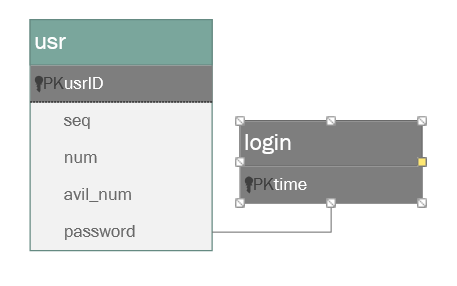 usr
PK usrID
seq
num
avil_num
password
login
PK time